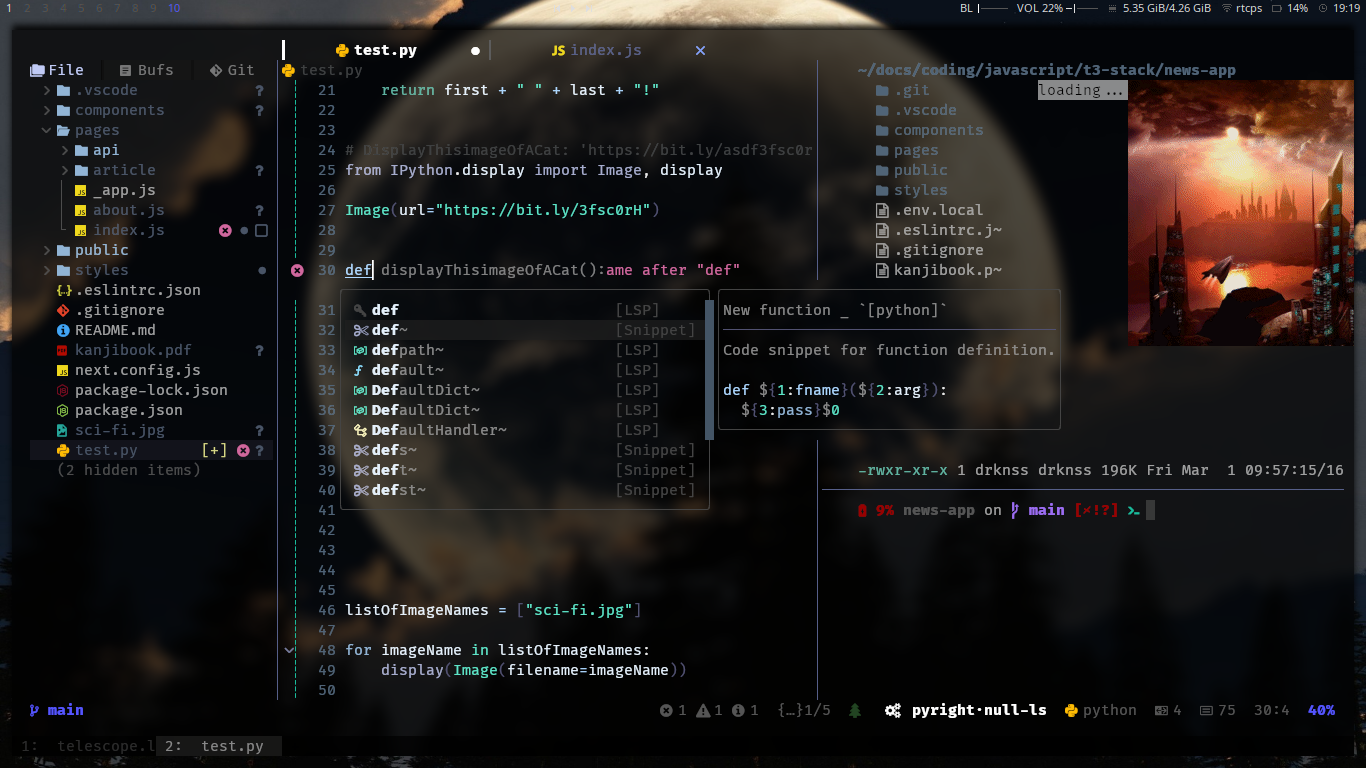 1 2 3 4 5 6 7 8 9 10
BL VOL 22% 5.35 GiB/4.26 GiB rtcps 14% 19:19
File Bufs Git
.vscode ?
components ?
pages
api
article ?
_app.js
about.js ?
index.js
public
styles
.eslintrc.json
.gitignore
README.md
kanjibook.pdf ?
next.config.js
package-lock.json
package.json
sci-fi.jpg ?
test.py [+] ?
(2 hidden items)
test.py ● JS index.js ✕
test.py
21 return first + " " + last + "!"
22
23
24 # DisplayThisimageOfACat: 'https://bit.ly/asdf3fsc0r
25 from IPython.display import Image, display
26
27 Image(url="https://bit.ly/3fsc0rH")
28
29
30 def displayThisimageOfACat():ame after "def"
31 def [LSP]
32 def~ [Snippet]
33 defpath~ [LSP]
34 default~ [LSP]
35 DefaultDict~ [LSP]
36 DefaultDict~ [LSP]
37 DefaultHandler~ [LSP]
38 defs~ [Snippet]
39 deft~ [Snippet]
40 defst~ [Snippet]
41
42
43
44
45
46 listOfImageNames = ["sci-fi.jpg"]
47
48 for imageName in listOfImageNames:
49 display(Image(filename=imageName))
50
New function _ `[python]`
Code snippet for function definition.
def ${1:fname}(${2:arg}):
${3:pass}$0
~/docs/coding/javascript/t3-stack/news-app
.git
.vscode
components
pages
public
styles
.env.local
.eslintrc.j~
.gitignore
kanjibook.p~
loading...
-rwxr-xr-x 1 drknss drknss 196K Fri Mar 1 09:57:15/16
9% news-app on main [✗!?]
main
1 1 1 {…}1/5 pyright·null-ls python 4 75 30:4 40%
1: telescope.l 2: test.py